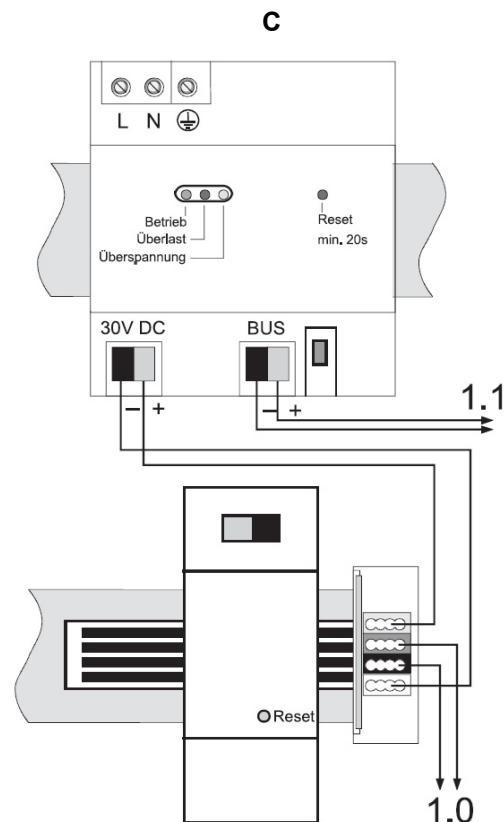 C
L N
Betrieb
Überlast
Überspannung
Reset
min. 20s
30V DC
BUS
– +
– +
1.1
Reset
1.0